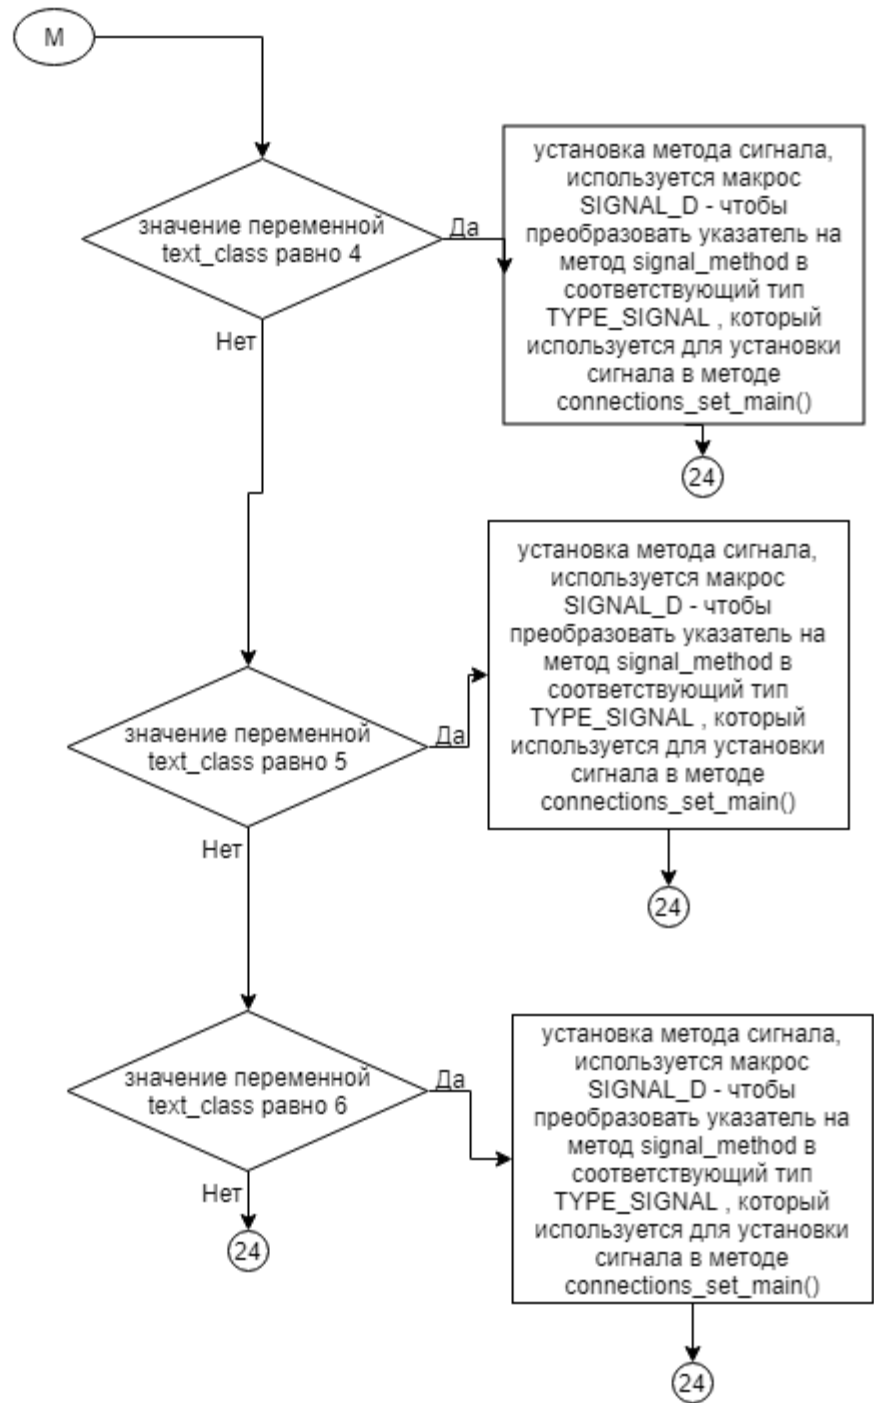 M
значение переменной
text_class равно 4
Да
Нет
установка метода сигнала,
используется макрос
SIGNAL_D - чтобы
преобразовать указатель на
метод signal_method в
соответствующий тип
TYPE_SIGNAL , который
используется для установки
сигнала в методе
connections_set_main()
24
значение переменной
text_class равно 5
Да
Нет
установка метода сигнала,
используется макрос
SIGNAL_D - чтобы
преобразовать указатель на
метод signal_method в
соответствующий тип
TYPE_SIGNAL , который
используется для установки
сигнала в методе
connections_set_main()
24
значение переменной
text_class равно 6
Да
Нет
24
установка метода сигнала,
используется макрос
SIGNAL_D - чтобы
преобразовать указатель на
метод signal_method в
соответствующий тип
TYPE_SIGNAL , который
используется для установки
сигнала в методе
connections_set_main()
24